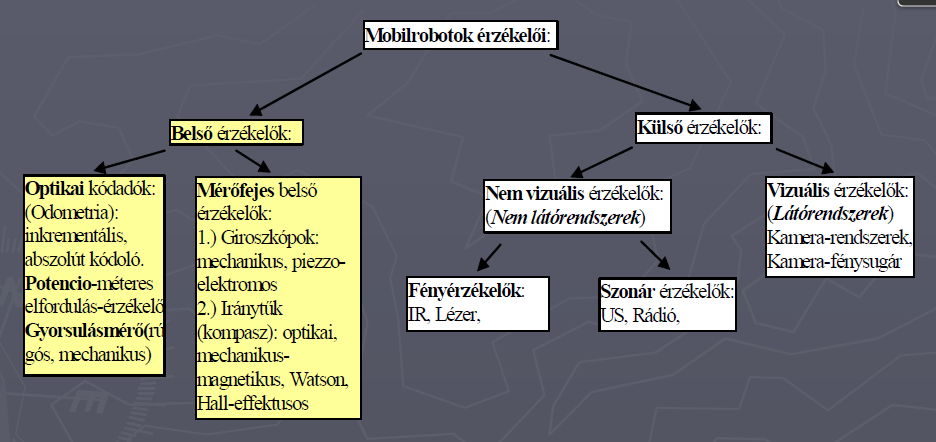 Mobilrobotok érzékelői:
Belső érzékelők:
Külső érzékelők:
Optikai kódadók:
(Odometria):
inkrementális,
abszolút kódoló.
Potencio-méteres
elfordulás-érzékelő
Gyorsulásmérő(rú
gós, mechanikus)
Mérőfejes belső
érzékelők:
1.) Giroszkópok:
mechanikus, piezzo-
elektromos
2.) Iránytűk
(kompasz): optikai,
mechanikus-
magnetikus, Watson,
Hall-effektusos
Nem vizuális érzékelők:
(Nem látórendszerek)
Vizuális érzékelők:
(Látórendszerek)
Kamera-rendszerek,
Kamera-fénysugár
Fényérzékelők:
IR, Lézer,
Szonár érzékelők:
US, Rádió,